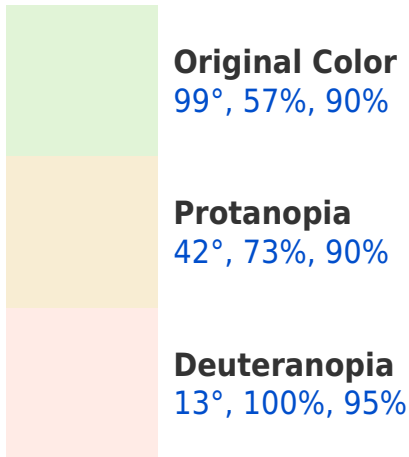 Original Color
99°, 57%, 90%
Protanopia
42°, 73%, 90%
Deuteranopia
13°, 100%, 95%